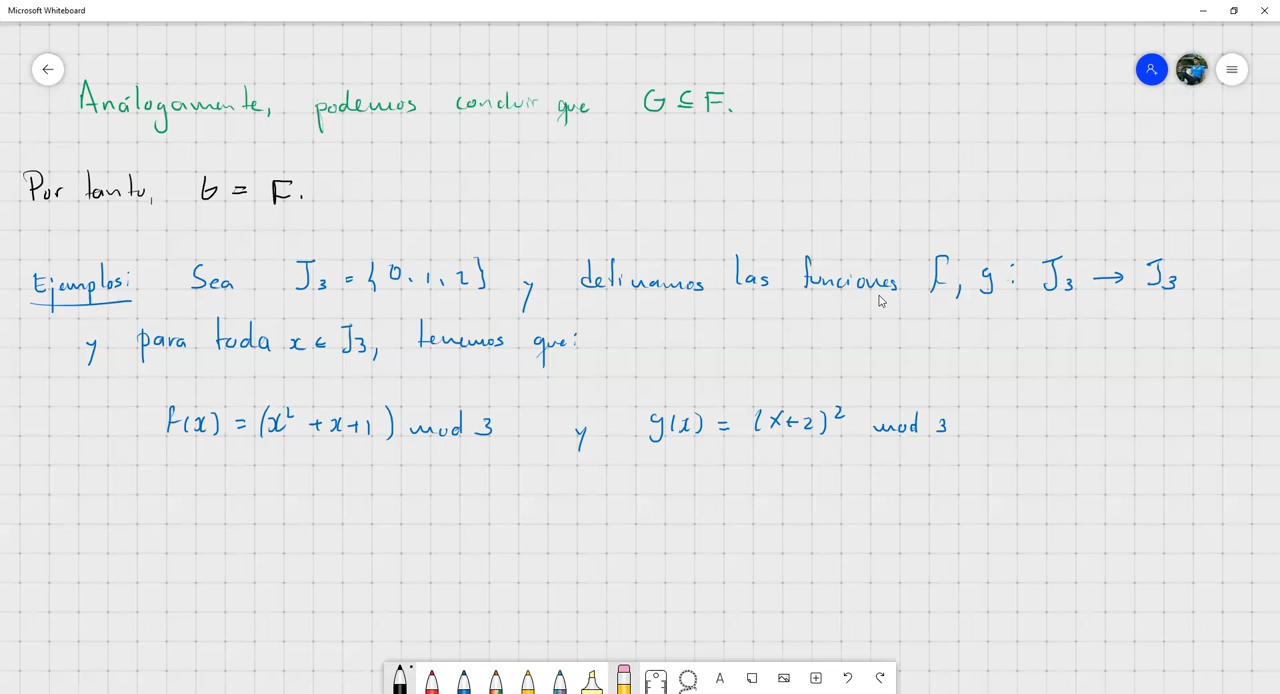 Microsoft Whiteboard
Análogamente, podemos concluir que G ⊆ F.
Por tanto, G = F.
Ejemplos: Sea J₃ = {0, 1, 2} y definamos las funciones f, g : J₃ → J₃
y para toda x ∈ J₃, tenemos que:
f(x) = (x² + x + 1) mod 3 y g(x) = (x+2)² mod 3
A